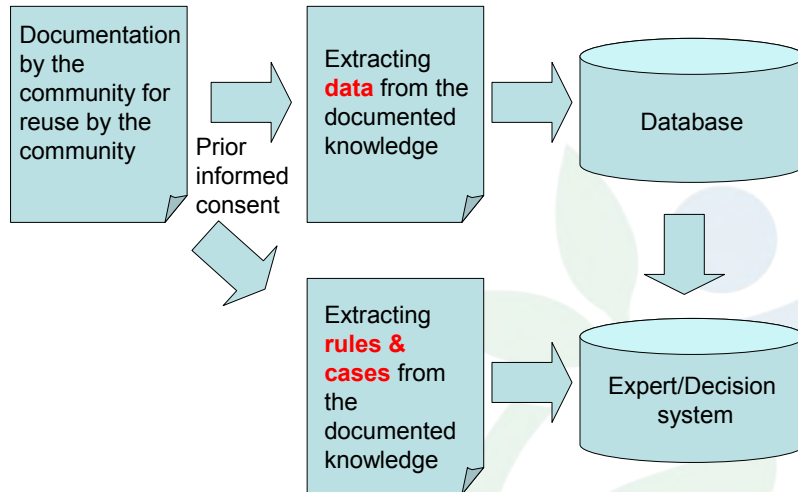 Documentation
by the
community for
reuse by the
community
Prior
informed
consent
Extracting
data from the
documented
knowledge
Database
Extracting
rules &
cases from
the
documented
knowledge
Expert/Decision
system